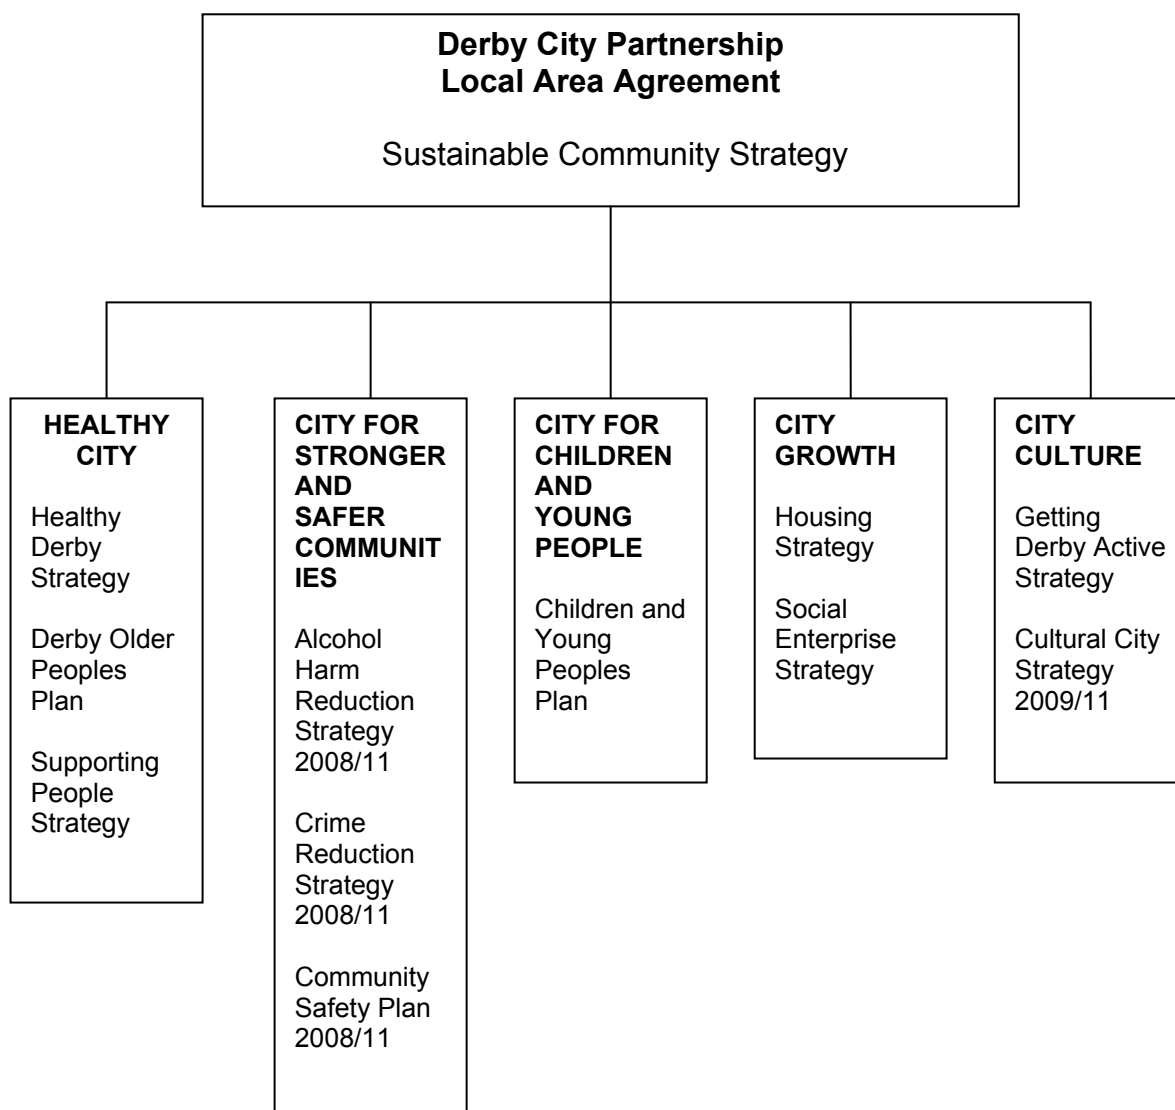 Derby City Partnership
Local Area Agreement
Sustainable Community Strategy
HEALTHY
CITY
Healthy
Derby
Strategy
Derby Older
Peoples
Plan
Supporting
People
Strategy
CITY FOR
STRONGER
AND
SAFER
COMMUNIT
IES
Alcohol
Harm
Reduction
Strategy
2008/11
Crime
Reduction
Strategy
2008/11
Community
Safety Plan
2008/11
CITY FOR
CHILDREN
AND
YOUNG
PEOPLE
Children and
Young
Peoples
Plan
CITY
GROWTH
Housing
Strategy
Social
Enterprise
Strategy
CITY
CULTURE
Getting
Derby Active
Strategy
Cultural City
Strategy
2009/11